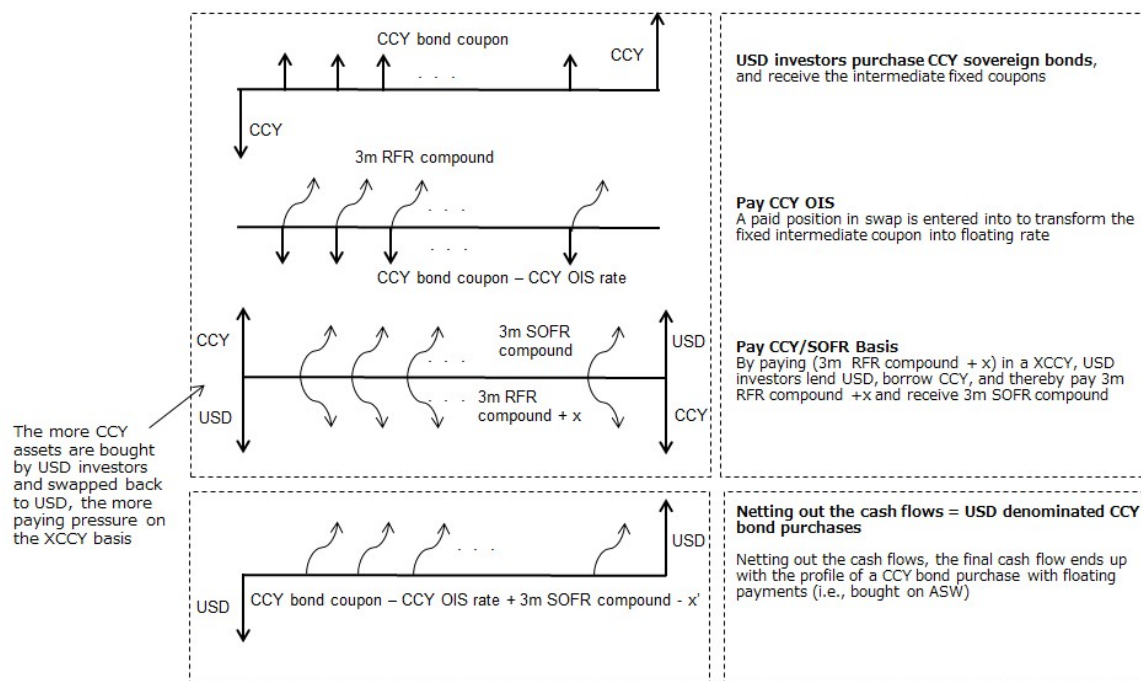 CCY bond coupon
CCY
. . .
CCY
USD investors purchase CCY sovereign bonds,
and receive the intermediate fixed coupons
3m RFR compound
. . .
. . .
CCY bond coupon – CCY OIS rate
Pay CCY OIS
A paid position in swap is entered into to transform the
fixed intermediate coupon into floating rate
CCY
USD
3m SOFR
compound
. . .
. . .
3m RFR
compound + x
USD
CCY
Pay CCY/SOFR Basis
By paying (3m RFR compound + x) in a XCCY, USD
investors lend USD, borrow CCY, and thereby pay 3m
RFR compound +x and receive 3m SOFR compound
The more CCY
assets are bought
by USD investors
and swapped back
to USD, the more
paying pressure on
the XCCY basis
. . .
USD
USD
CCY bond coupon – CCY OIS rate + 3m SOFR compound - x'
Netting out the cash flows = USD denominated CCY
bond purchases
Netting out the cash flows, the final cash flow ends up
with the profile of a CCY bond purchase with floating
payments (i.e., bought on ASW)